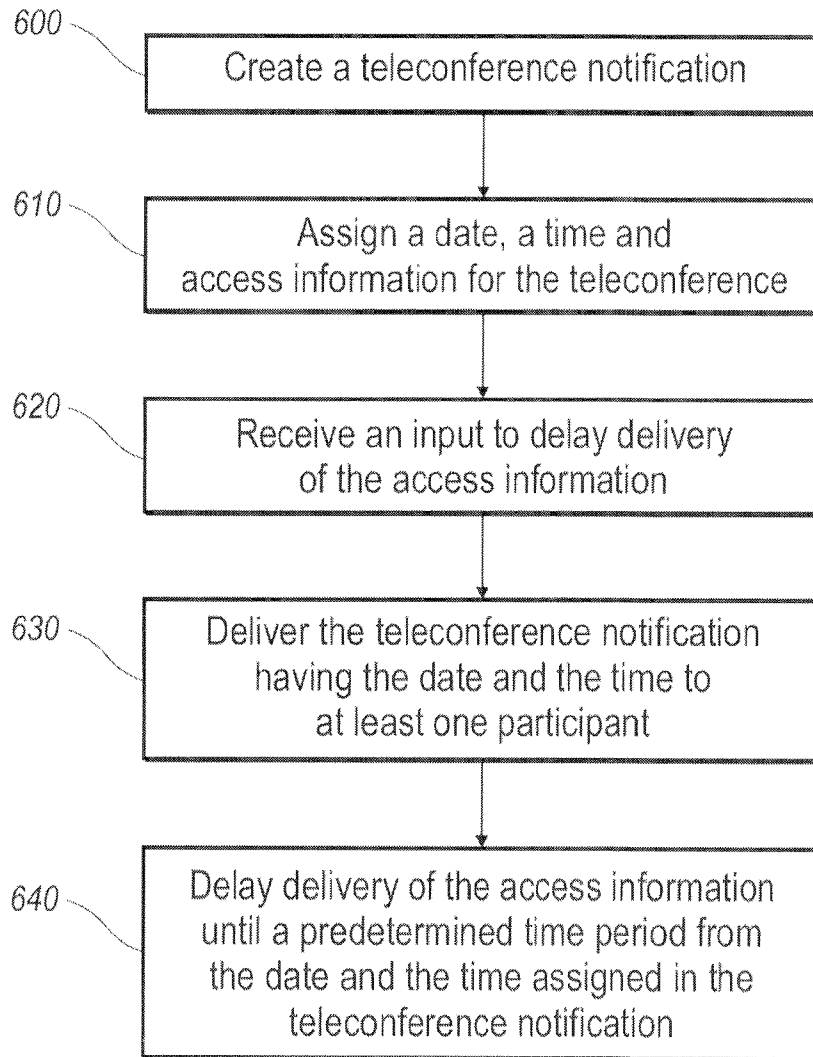 600
Create a teleconference notification
610
Assign a date, a time and
access information for the teleconference
620
Receive an input to delay delivery
of the access information
630
Deliver the teleconference notification
having the date and the time to
at least one participant
640
Delay delivery of the access information
until a predetermined time period from
the date and the time assigned in the
teleconference notification